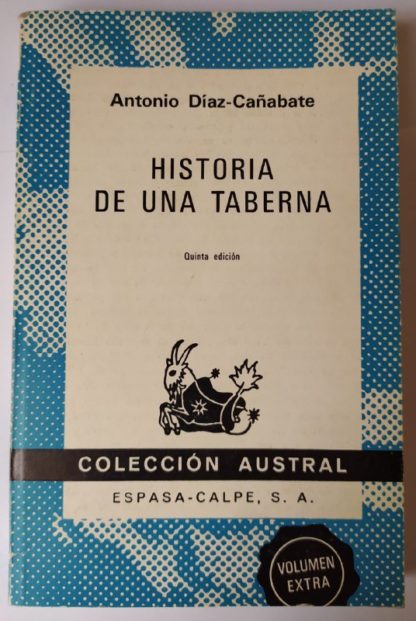 Antonio Díaz-Cañabate
HISTORIA
DE UNA TABERNA
Quinta edición
COLECCIÓN AUSTRAL
ESPASA-CALPE, S. A.
VOLUMEN
EXTRA